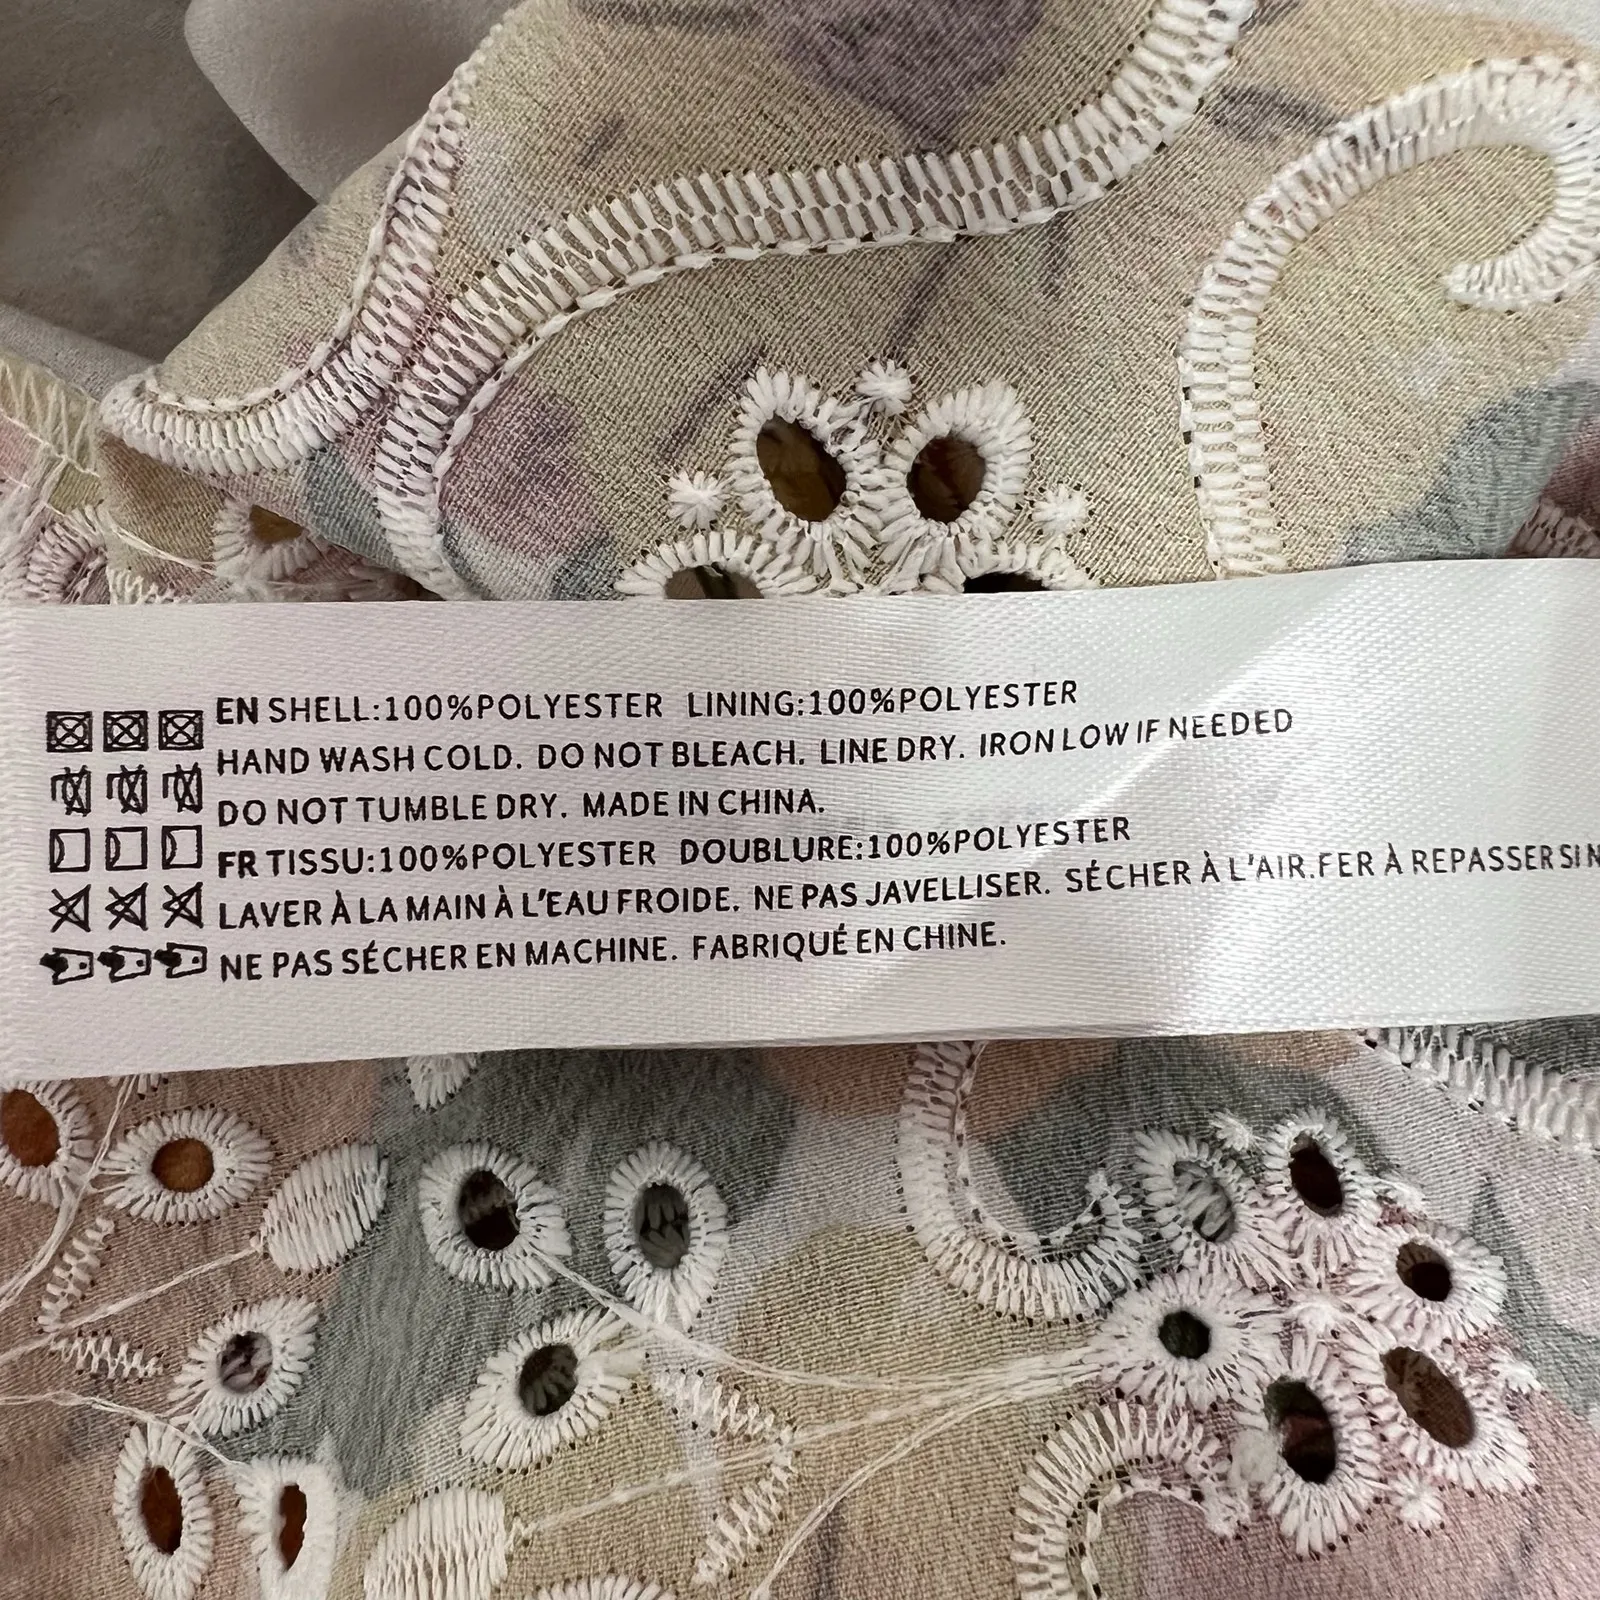 EN SHELL:100%POLYESTER LINING:100%POLYESTER
HAND WASH COLD. DO NOT BLEACH. LINE DRY. IRON LOW IF NEEDED
DO NOT TUMBLE DRY. MADE IN CHINA.
FR TISSU:100%POLYESTER DOUBLURE:100%POLYESTER
LAVER À LA MAIN À L'EAU FROIDE. NE PAS JAVELLISER. SÉCHER À L'AIR.FER À REPASSER SI
NE PAS SÉCHER EN MACHINE. FABRIQUÉ EN CHINE.